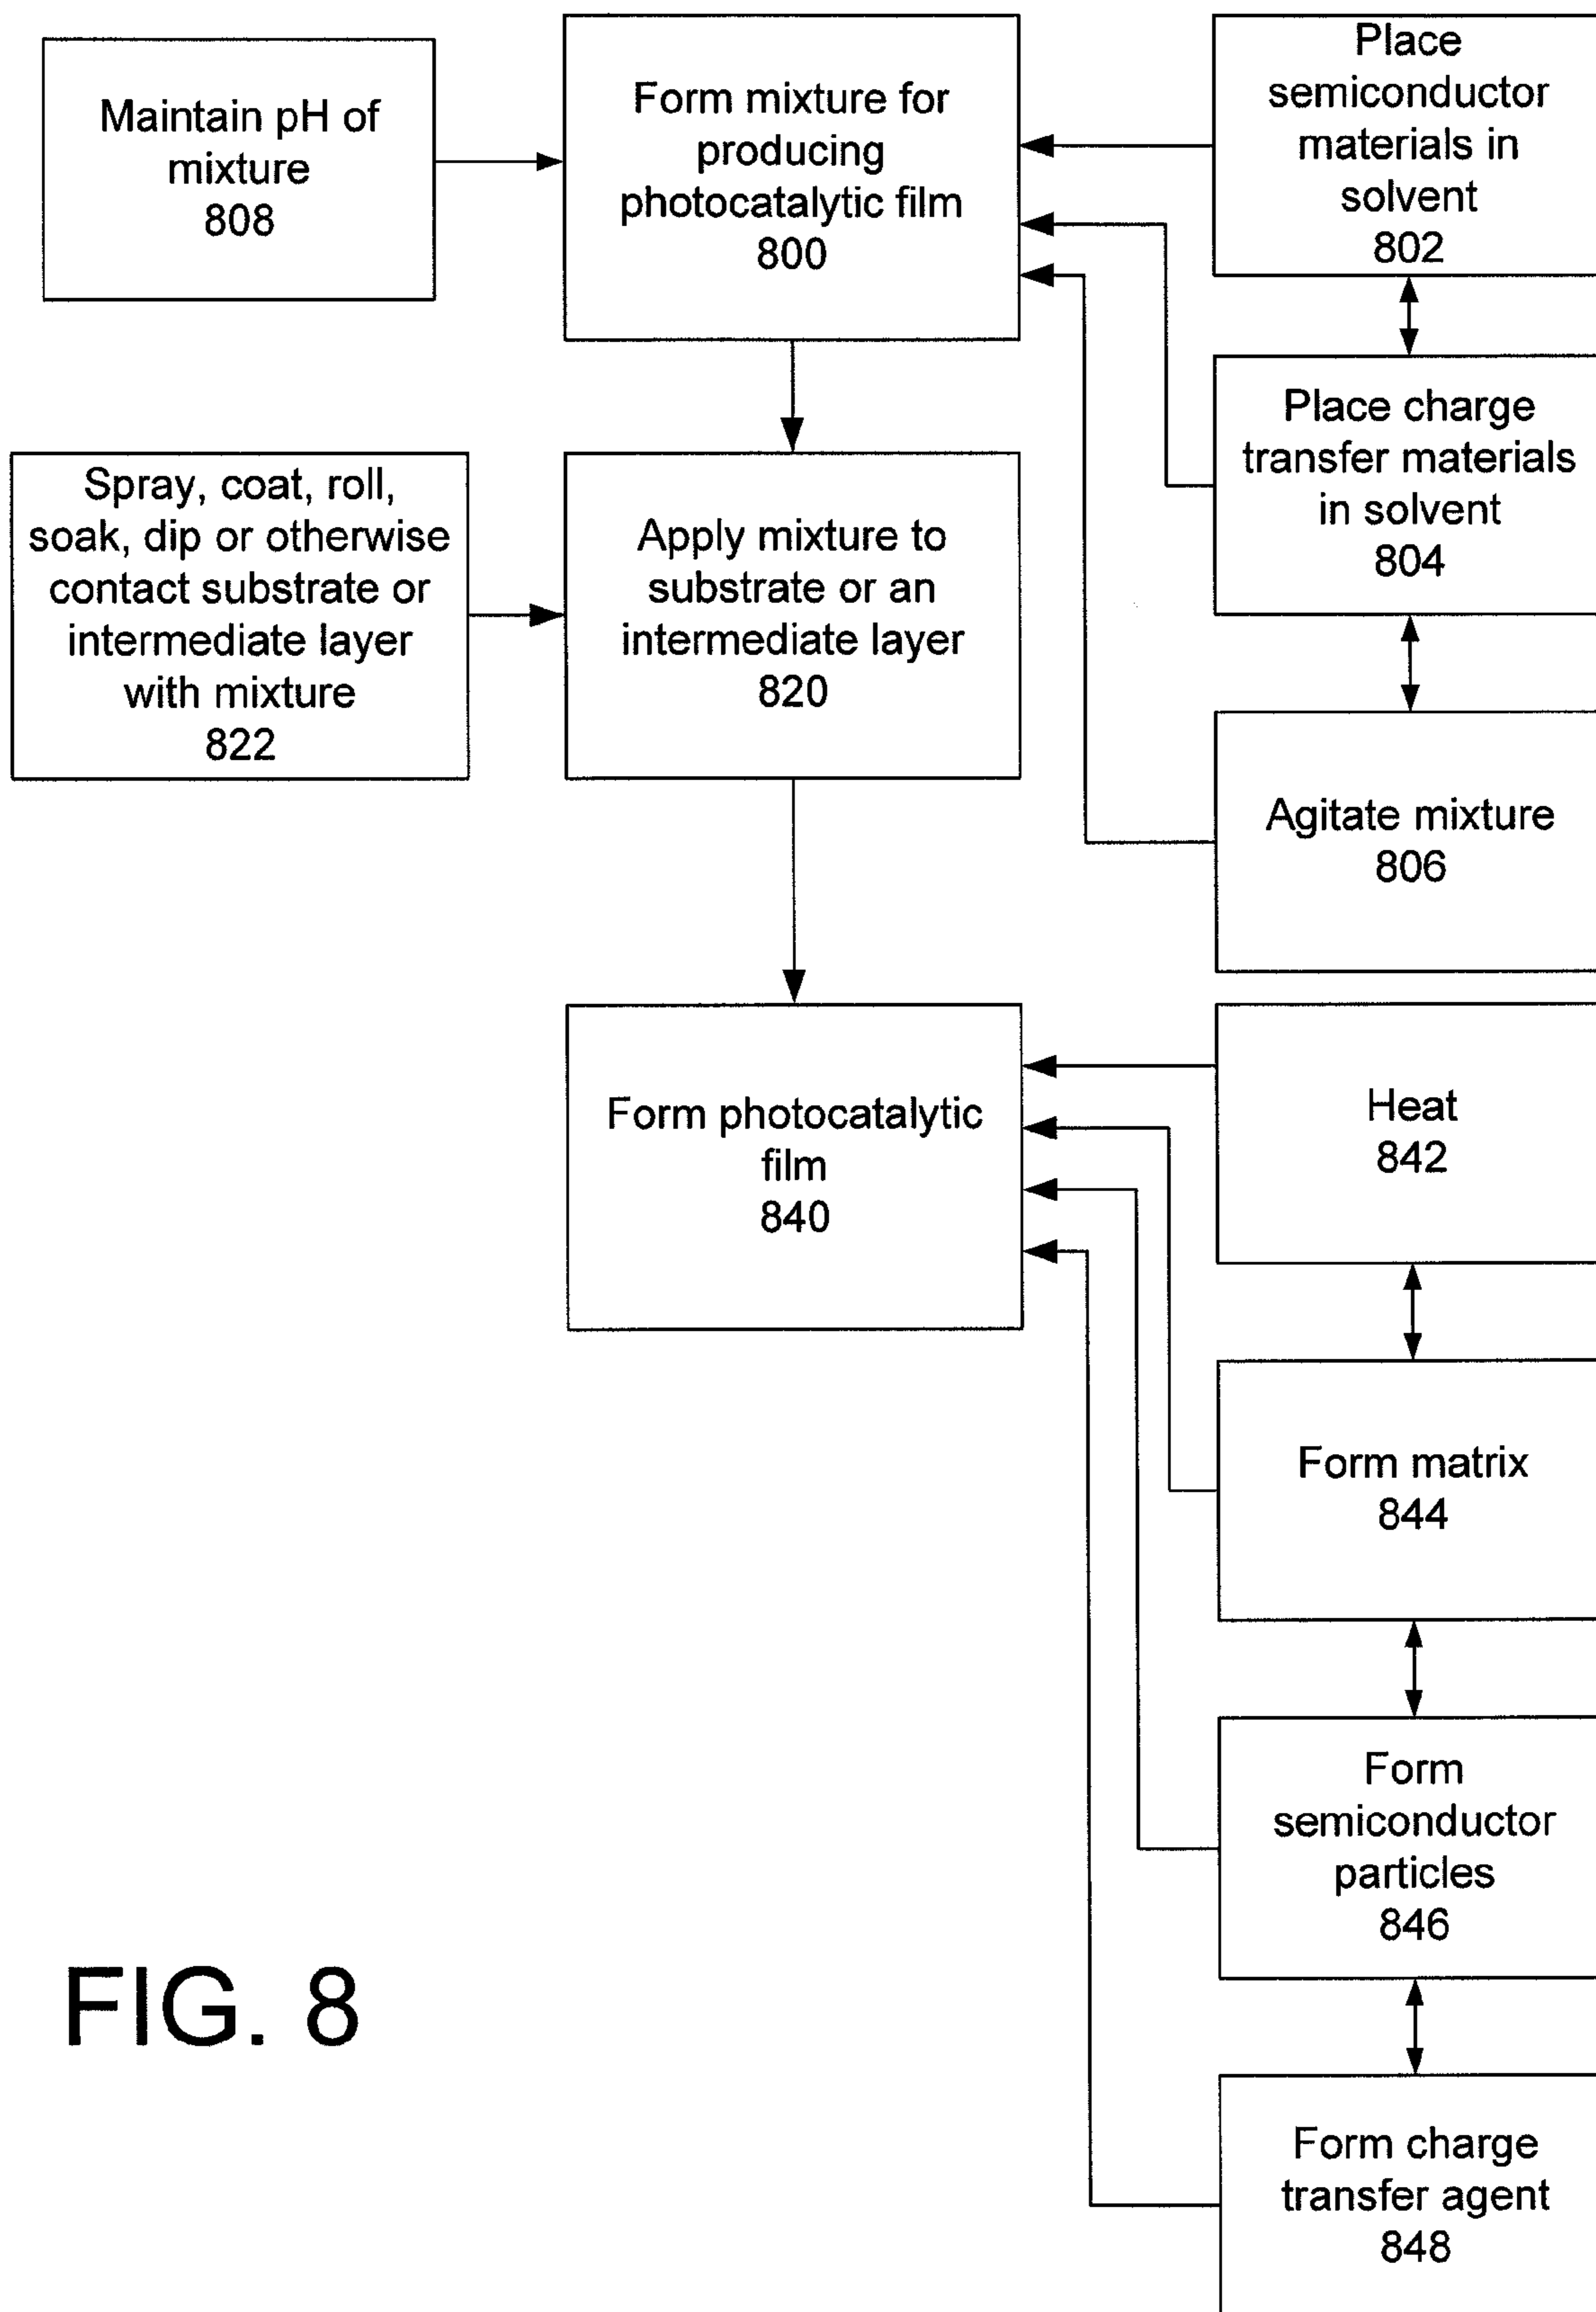 Maintain pH of
mixture
808
Form mixture for
producing
photocatalytic film
800
Place
semiconductor
materials in
solvent
802
Place charge
transfer materials
in solvent
804
Spray, coat, roll,
soak, dip or otherwise
contact substrate or
intermediate layer
with mixture
822
Apply mixture to
substrate or an
intermediate layer
820
Agitate mixture
806
Form photocatalytic
film
840
Heat
842
Form matrix
844
Form
semiconductor
particles
846
Form charge
transfer agent
848
FIG. 8